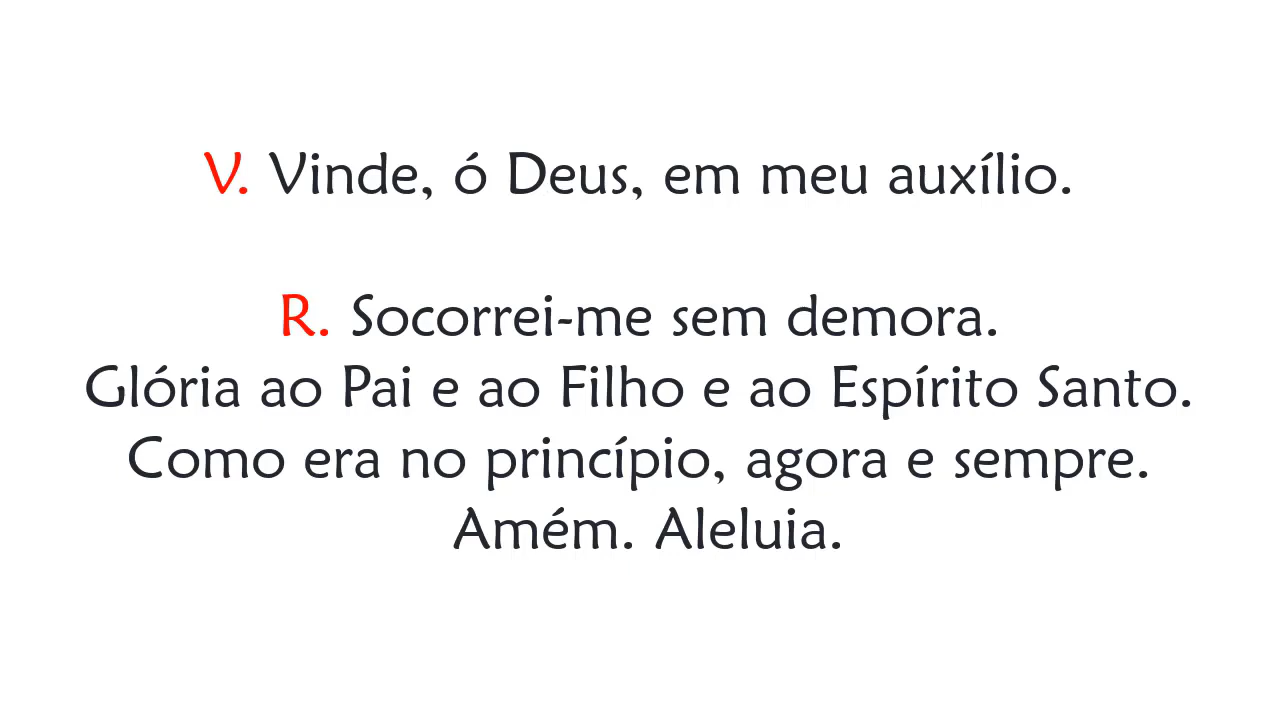 V. Vinde, ó Deus, em meu auxílio.
R. Socorrei-me sem demora.
Glória ao Pai e ao Filho e ao Espírito Santo.
Como era no princípio, agora e sempre.
Amém. Aleluia.